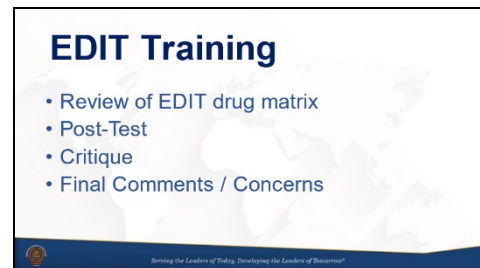 EDIT Training
• Review of EDIT drug matrix
• Post-Test
• Critique
• Final Comments / Concerns
Serving the Leaders of Today, Developing the Leaders of Tomorrow®